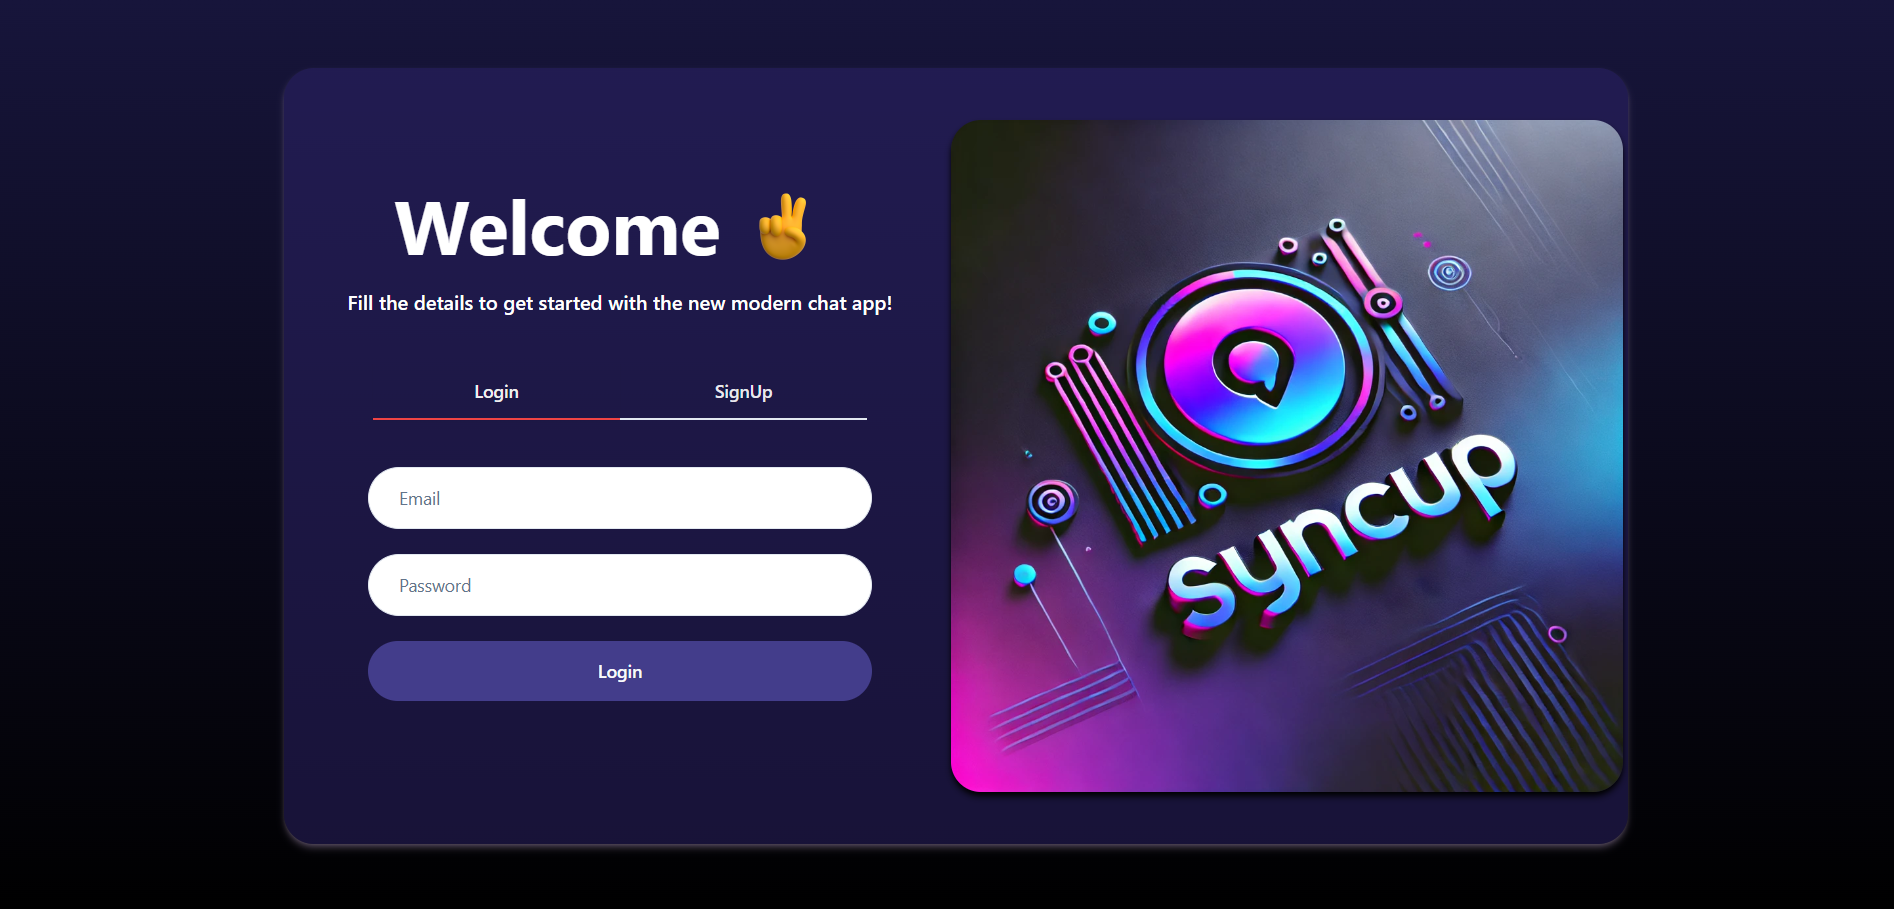 Welcome ✌
Fill the details to get started with the new modern chat app!
Login
SignUp
Email
Password
Login
syncup